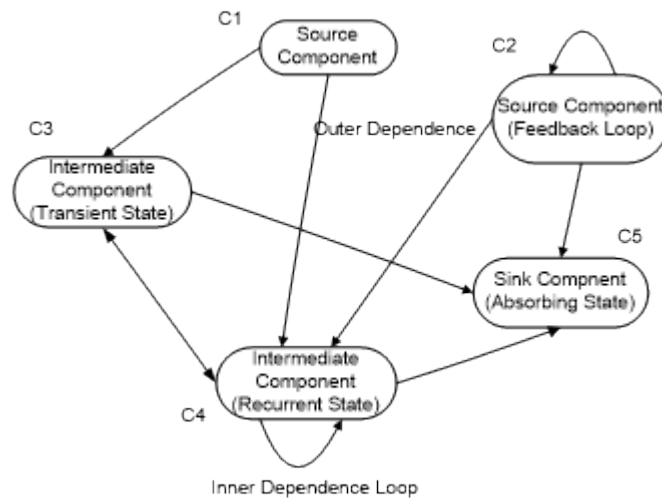 C1
Source
Component
C2
Source Component
(Feedback Loop)
Outer Dependence
C3
Intermediate
Component
(Transient State)
C5
Sink Compnent
(Absorbing State)
Intermediate
Component
(Recurrent State)
C4
Inner Dependence Loop